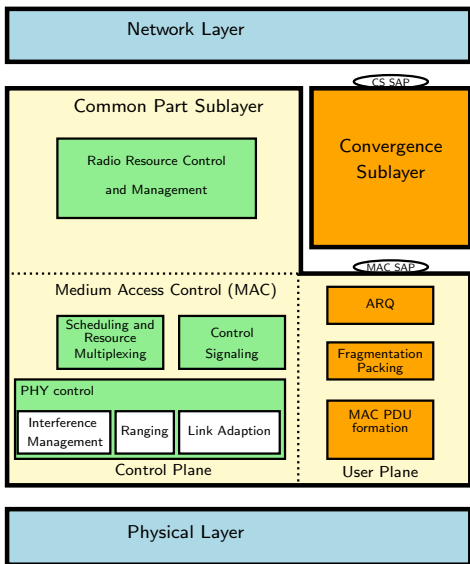 Network Layer
CS SAP
Common Part Sublayer
Convergence
Sublayer
Radio Resource Control
and Management
MAC SAP
Medium Access Control (MAC)
ARQ
Scheduling and
Resource
Multiplexing
Control
Signaling
Fragmentation
Packing
PHY control
Interference
Management
Ranging
Link Adaption
MAC PDU
formation
Control Plane
User Plane
Physical Layer